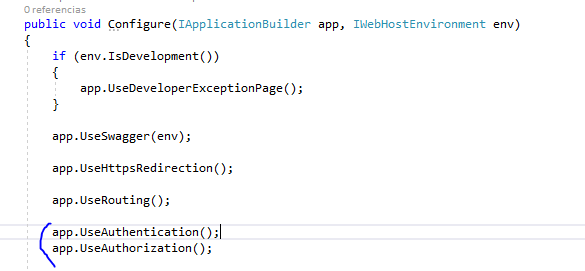 0 referencias
public void Configure(IApplicationBuilder app, IWebHostEnvironment env)
{
if (env.IsDevelopment())
{
app.UseDeveloperExceptionPage();
}
app.UseSwagger(env);
app.UseHttpsRedirection();
app.UseRouting();
app.UseAuthentication();
app.UseAuthorization();